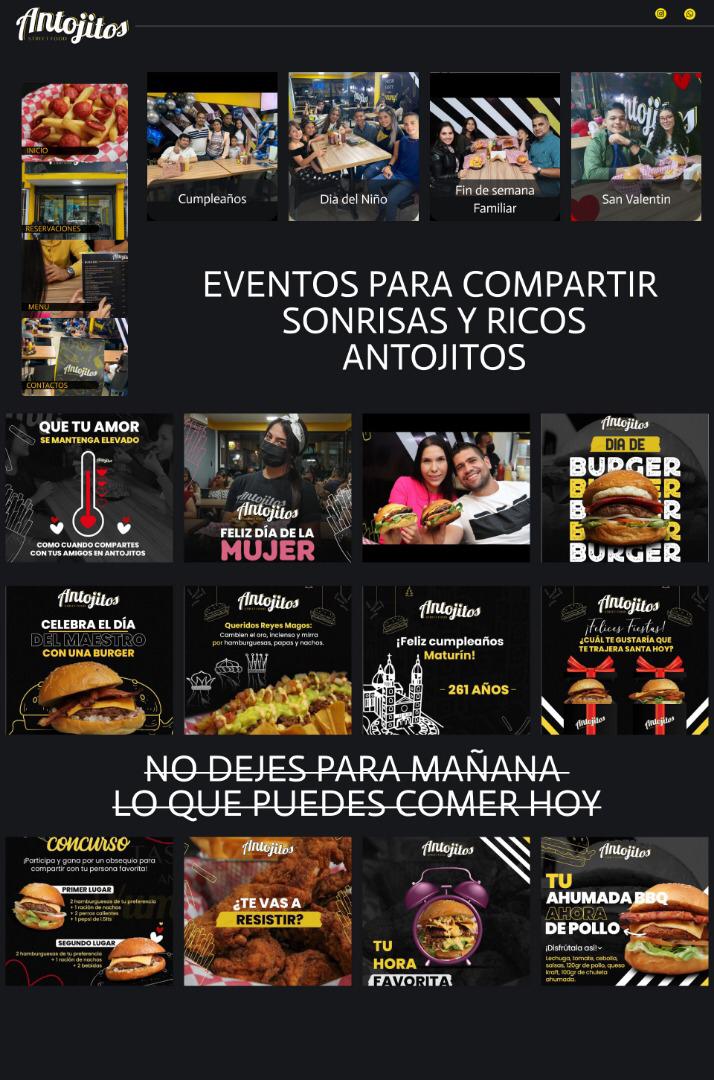 Antojitos
STREET FOOD
INICIO
RESERVACIONES
MENU
CONTACTOS
Cumpleaños
Dia del Niño
Fin de semana
Familiar
San Valentin
EVENTOS PARA COMPARTIR
SONRISAS Y RICOS
ANTOJITOS
QUE TU AMOR
SE MANTENGA ELEVADO
COMO CUANDO COMPARTES
CON TUS AMIGOS EN ANTOJITOS
Antojitos
Antojitos
FELIZ DÍA DE LA
MUJER
Antojitos
DIA DE
BURGER
BURGER
BURGER
BURGER
BURGER
Antojitos
CELEBRA EL DÍA
DEL MAESTRO
CON UNA BURGER
Antojitos
Queridos Reyes Magos:
Cambien el oro, incienso y mirra
por hamburguesas, papas y nachos.
Antojitos
¡Feliz cumpleaños
Maturín!
- 261 AÑOS -
Antojitos
¡Felices Fiestas!
¿CUÁL TE GUSTARÍA QUE
TE TRAJERA SANTA HOY?
Antojitos
Antojitos
NO DEJES PARA MAÑANA
LO QUE PUEDES COMER HOY
CONCURSO
¡Participa y gana por un obsequio para
compartir con tu persona favorita!
PRIMER LUGAR
2 hamburguesas de tu preferencia
+ 1 ración de nachos
+ 2 perros calientes
+ 1 pepsi de 1.5lts
SEGUNDO LUGAR
2 hamburguesas de tu preferencia
+ 1 ración de nachos
+ 2 bebidas
Antojitos
¿TE VAS A
RESISTIR?
Antojitos
TU
HORA
FAVORITA
Antojitos
TU
AHUMADA BBQ
AHORA
DE POLLO
¡Disfrútala así!
Lechuga, tomate, cebolla,
salsas, 120gr de pollo, queso
kraft, 100gr de chuleta
ahumada.